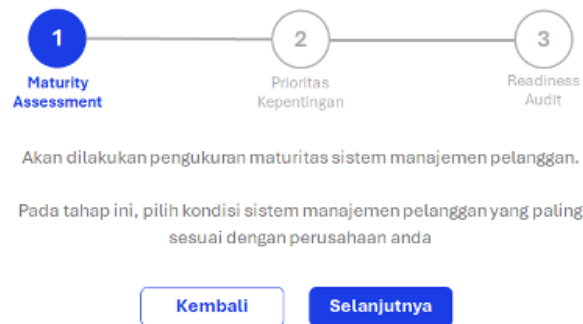 1
2
3
Maturity
Assessment
Prioritas
Kepentingan
Readiness
Audit
Akan dilakukan pengukuran maturitas sistem manajemen pelanggan.
Pada tahap ini, pilih kondisi sistem manajemen pelanggan yang paling
sesuai dengan perusahaan anda
Kembali
Selanjutnya